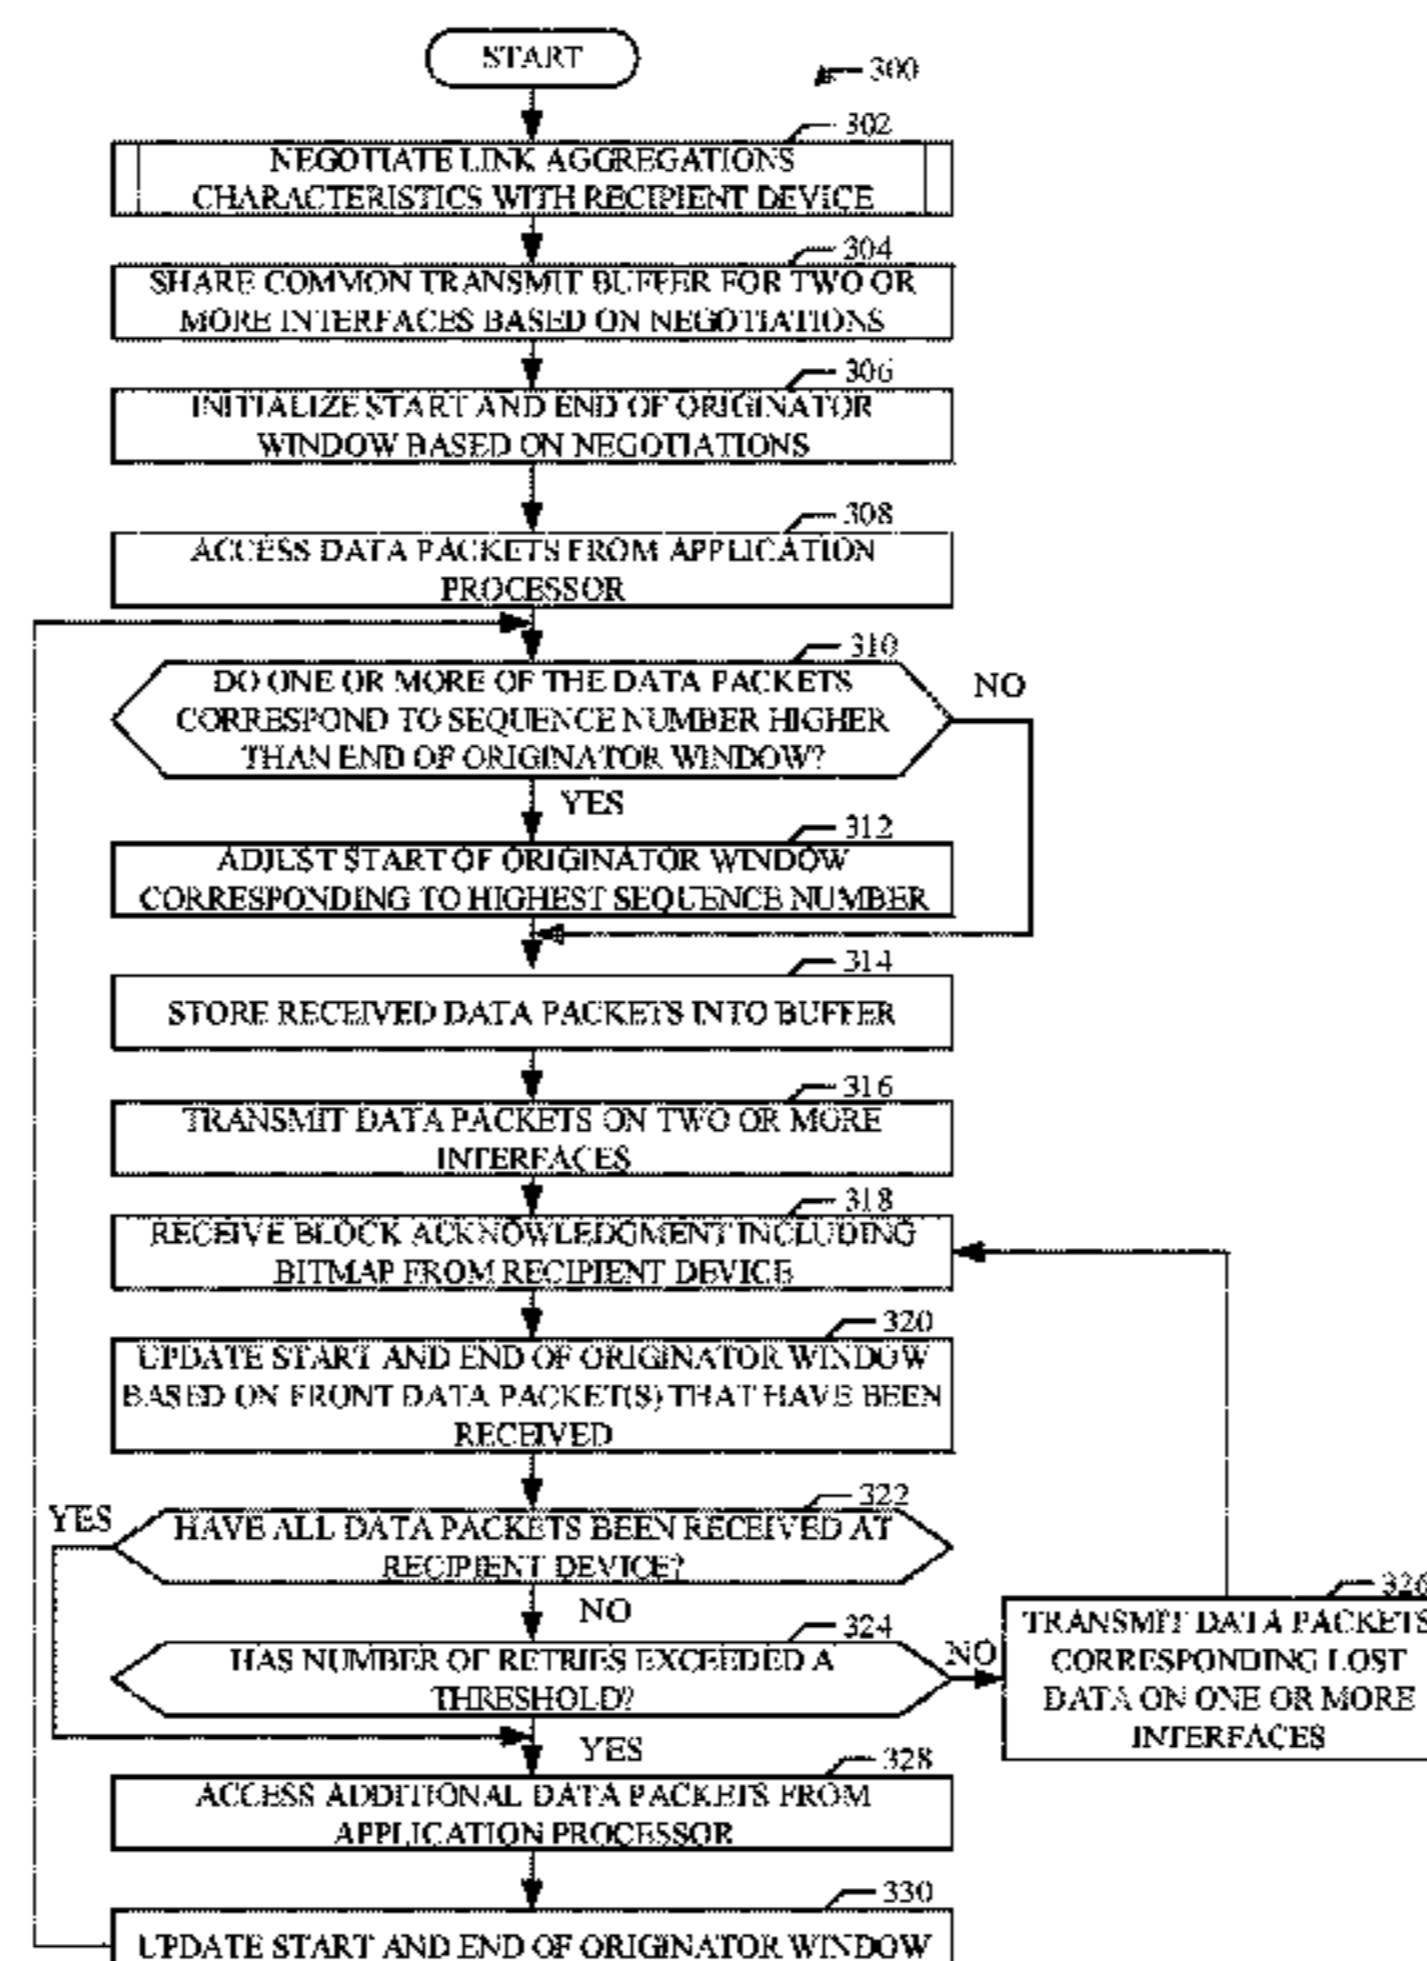 START
300
302
NEGOTIATE LINK AGGREGATIONS
CHARACTERISTICS WITH RECIPIENT DEVICE
304
SHARE COMMON TRANSMIT BUFFER FOR TWO OR
MORE INTERFACES BASED ON NEGOTIATIONS
306
INITIALIZE START AND END OF ORIGINATOR
WINDOW BASED ON NEGOTIATIONS
308
ACCESS DATA PACKETS FROM APPLICATION
PROCESSOR
310
DO ONE OR MORE OF THE DATA PACKETS
CORRESPOND TO SEQUENCE NUMBER HIGHER
THAN END OF ORIGINATOR WINDOW?
NO
YES
312
ADJUST START OF ORIGINATOR WINDOW
CORRESPONDING TO HIGHEST SEQUENCE NUMBER
314
STORE RECEIVED DATA PACKETS INTO BUFFER
316
TRANSMIT DATA PACKETS ON TWO OR MORE
INTERFACES
318
RECEIVE BLOCK ACKNOWLEDGMENT INCLUDING
BITMAP FROM RECIPIENT DEVICE
320
UPDATE START AND END OF ORIGINATOR WINDOW
BASED ON FRONT DATA PACKET(S) THAT HAVE BEEN
RECEIVED
322
YES
HAVE ALL DATA PACKETS BEEN RECEIVED AT
RECIPIENT DEVICE?
NO
324
HAS NUMBER OF RETRIES EXCEEDED A
THRESHOLD?
NO
326
TRANSMIT DATA PACKETS
CORRESPONDING LOST
DATA ON ONE OR MORE
INTERFACES
YES
328
ACCESS ADDITIONAL DATA PACKETS FROM
APPLICATION PROCESSOR
330
UPDATE START AND END OF ORIGINATOR WINDOW